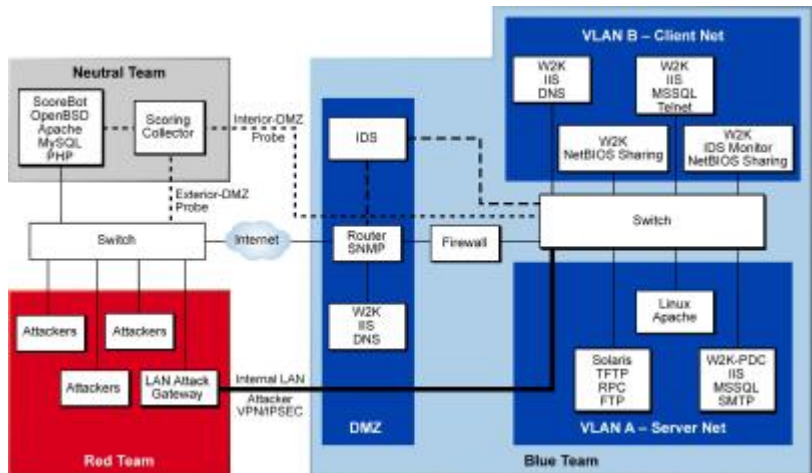 VLAN B – Client Net
W2K
IIS
DNS
W2K
IIS
MSSQL
Telnet
W2K
NetBIOS Sharing
W2K
IDS Monitor
NetBIOS Sharing
Neutral Team
ScoreBot
OpenBSD
Apache
MySQL
PHP
Scoring
Collector
Interior-DMZ
Probe
Exterior-DMZ
Probe
IDS
Switch
Internet
Router
SNMP
Firewall
Switch
W2K
IIS
DNS
DMZ
Attackers
Attackers
Attackers
LAN Attack
Gateway
Internal LAN
Attacker
VPN/IPSEC
Red Team
Linux
Apache
Solaris
TFTP
RPC
FTP
W2K-PDC
IIS
MSSQL
SMTP
VLAN A – Server Net
Blue Team